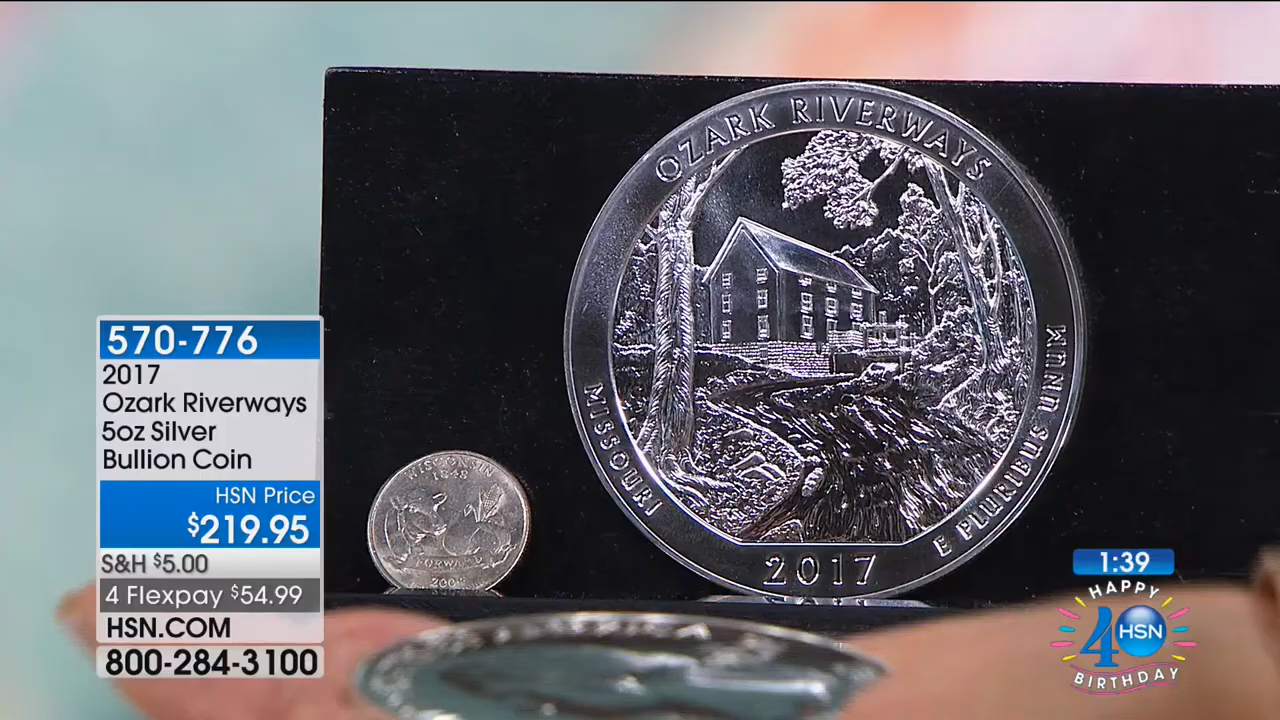 570-776
2017
Ozark Riverways
5oz Silver
Bullion Coin
HSN Price
$219.95
S&H $5.00
4 Flexpay $54.99
HSN.COM
800-284-3100
OZARK RIVERWAYS
MISSOURI
2017
E PLURIBUS UNUM
WISCONSIN
1848
FORWARD
AMERICA
1:39
HAPPY
40
HSN
BIRTHDAY